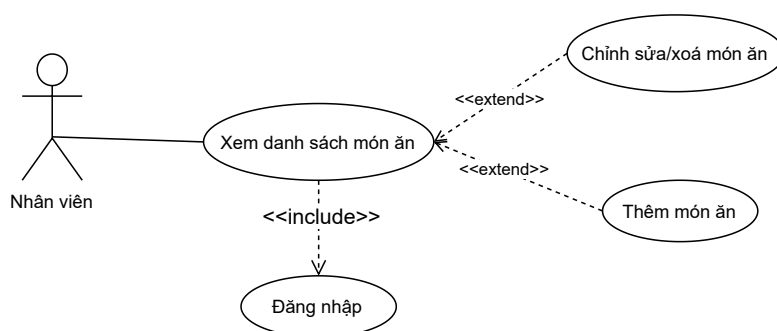 Chỉnh sửa/xoá món ăn
<<extend>>
Xem danh sách món ăn
<<extend>>
Nhân viên
<<include>>
Thêm món ăn
Đăng nhập